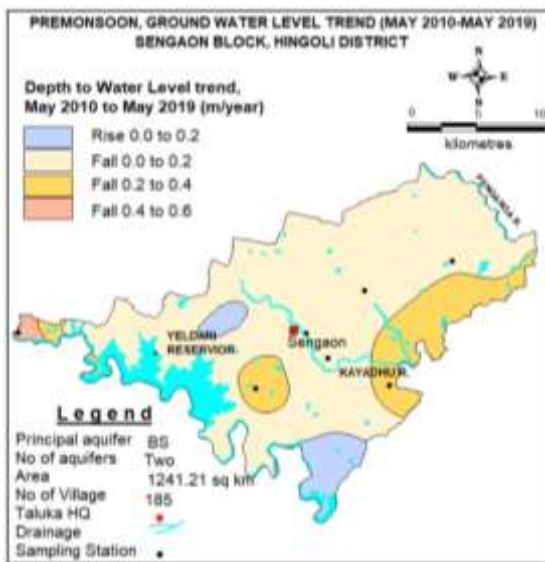 PREMONSOON, GROUND WATER LEVEL TREND (MAY 2010-MAY 2019)
SENGAON BLOCK, HINGOLI DISTRICT
N
W E
S
Depth to Water Level trend,
May 2010 to May 2019 (m/year)
Rise 0.0 to 0.2
Fall 0.0 to 0.2
Fall 0.2 to 0.4
Fall 0.4 to 0.6
0 5 10
kilometres
PENGANGA R.
YELDARI
RESERVIOR
Sengaon
KAYADHU R.
Legend
Principal aquifer BS
No of aquifers Two
Area 1241.21 sq km
No of Village 185
Taluka HQ
Drainage
Sampling Station